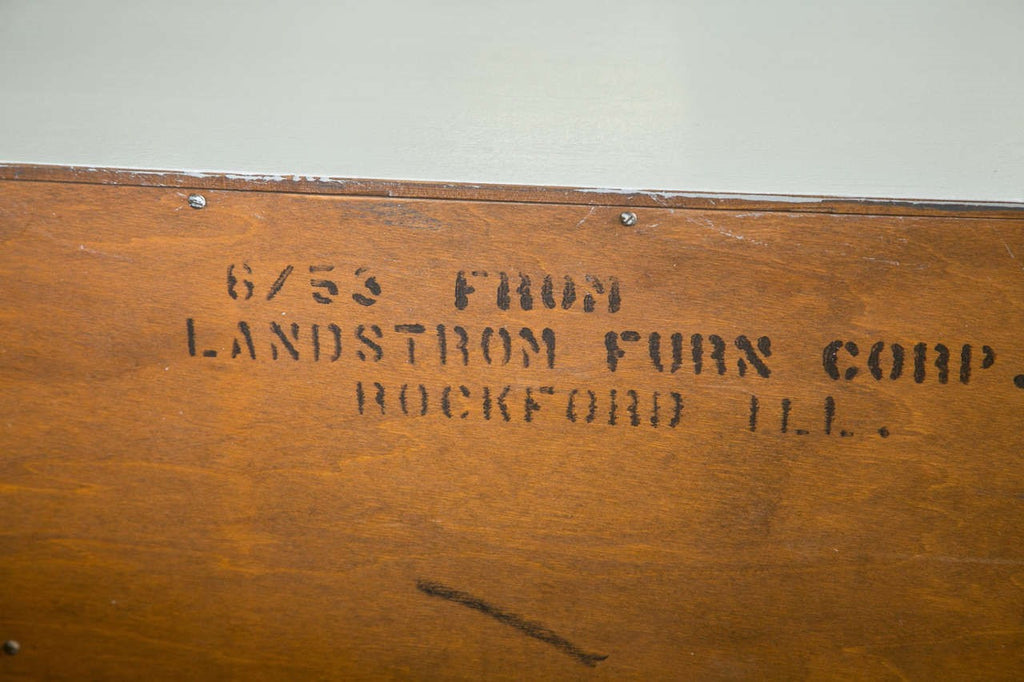 6/53 FROM
LANDSTROM FURN CORP.
ROCKFORD ILL.